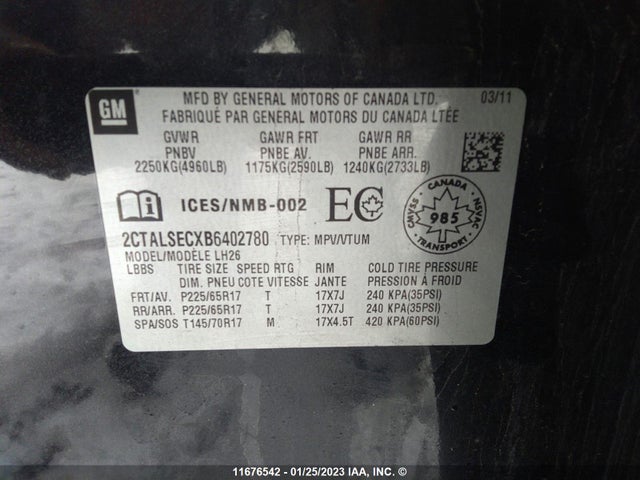 GM
MFD BY GENERAL MOTORS OF CANADA LTD. 03/11
FABRIQUÉ PAR GENERAL MOTORS DU CANADA LTÉE
GVWR GAWR FRT GAWR RR
PNBV PNBE AV. PNBE ARR.
2250KG(4960LB) 1175KG(2590LB) 1240KG(2733LB)
ICES/NMB-002 EC
CANADA
CMVSS 985 NSVAC
TRANSPORT
2CTALSECXB6402780 TYPE: MPV/VTUM
MODEL/MODÈLE LH26
LBBS TIRE SIZE SPEED RTG RIM COLD TIRE PRESSURE
DIM. PNEU COTE VITESSE JANTE PRESSION À FROID
FRT/AV. P225/65R17 T 17X7J 240 KPA(35PSI)
RR/ARR. P225/65R17 T 17X7J 240 KPA(35PSI)
SPA/SOS T145/70R17 M 17X4.5T 420 KPA(60PSI)
11676542 - 01/25/2023 IAA, INC. ©